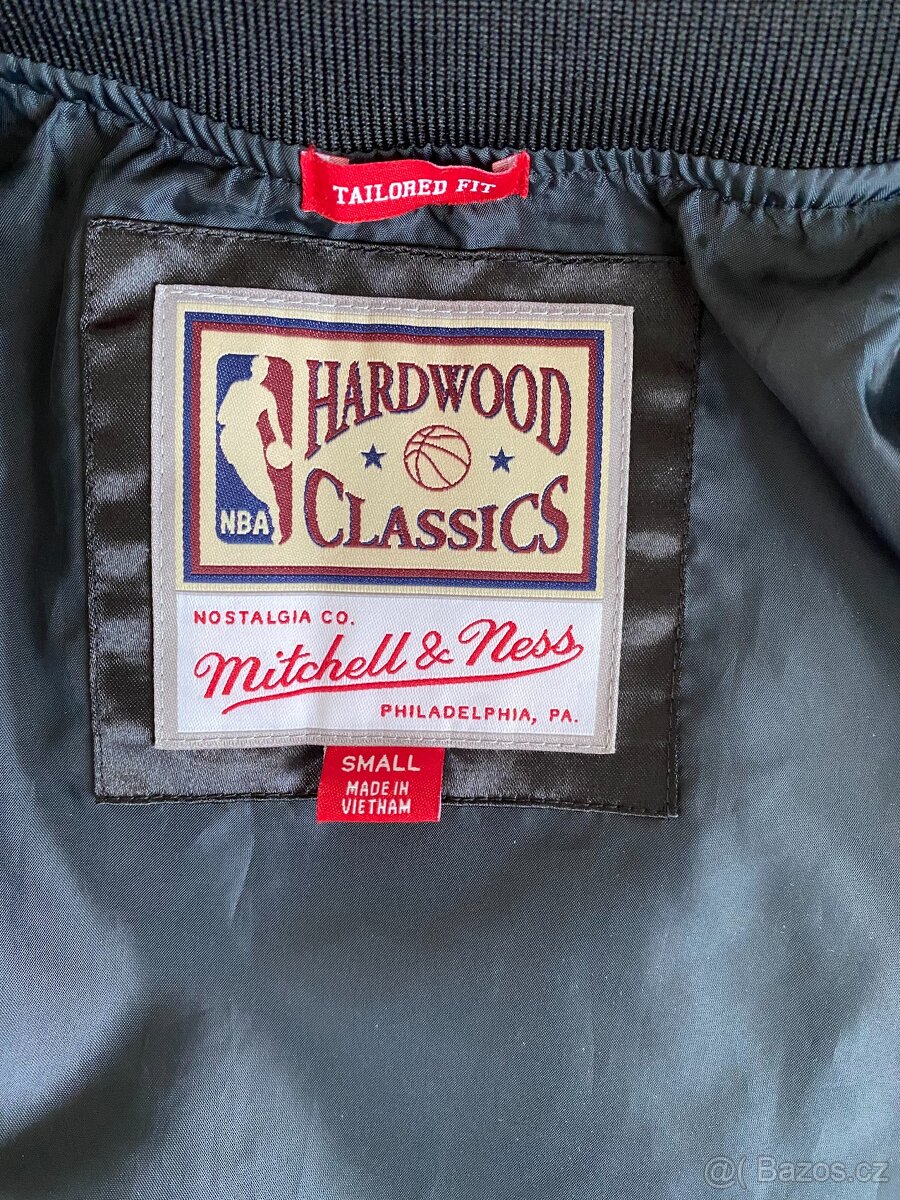 TAILORED FIT
HARDWOOD
NBA
CLASSICS
NOSTALGIA CO.
Mitchell & Ness
PHILADELPHIA, PA.
SMALL
MADE IN
VIETNAM
@( Bazos.cz